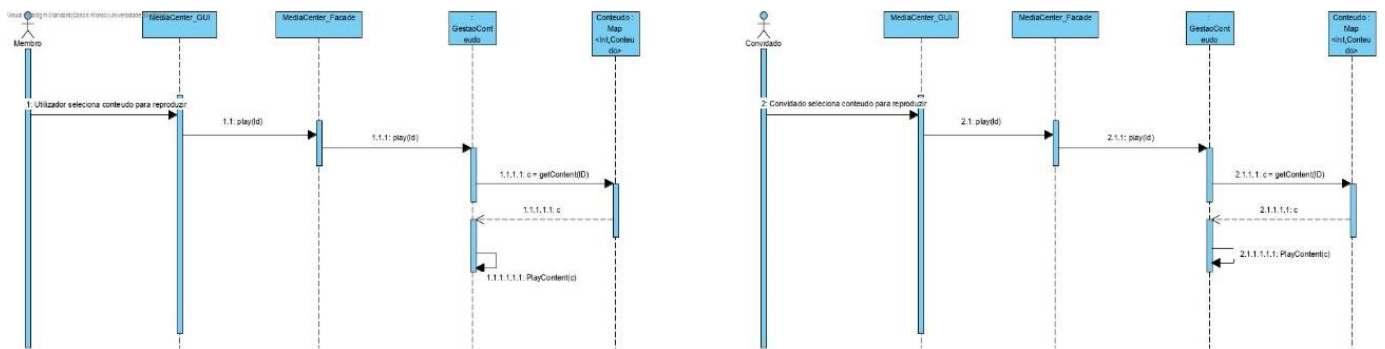 Membro
MediaCenter_GUI
MediaCenter_Facade
:
GestaoCont
eudo
Conteudo :
Map
<Int,Conteu
do>
1: Utilizador seleciona conteudo para reproduzir
1.1: play(Id)
1.1.1: play(Id)
1.1.1.1: c = getContent(ID)
1.1.1.1.1: c
1.1.1.1.1.1: PlayContent(c)
Convidado
MediaCenter_GUI
MediaCenter_Facade
:
GestaoCont
eudo
Conteudo :
Map
<Int,Conteu
do>
2: Convidado seleciona conteudo para reproduzir
2.1: play(Id)
2.1.1: play(Id)
2.1.1.1: c = getContent(ID)
2.1.1.1.1: c
2.1.1.1.1.1: PlayContent(c)